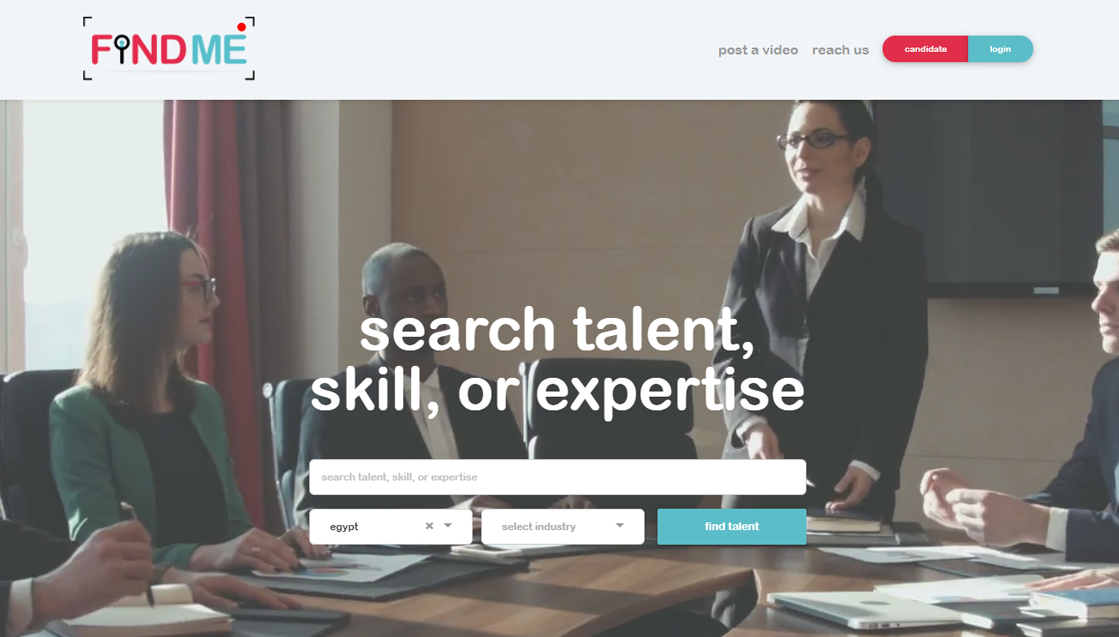 FINDME
post a video
reach us
candidate
login
search talent,
skill, or expertise
search talent, skill, or expertise
egypt ×
select industry
find talent